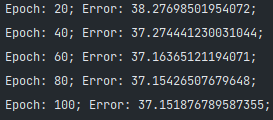 Epoch: 20; Error: 38.27698501954072;
Epoch: 40; Error: 37.274441230031044;
Epoch: 60; Error: 37.16365121194071;
Epoch: 80; Error: 37.15426507679648;
Epoch: 100; Error: 37.151876789587355;